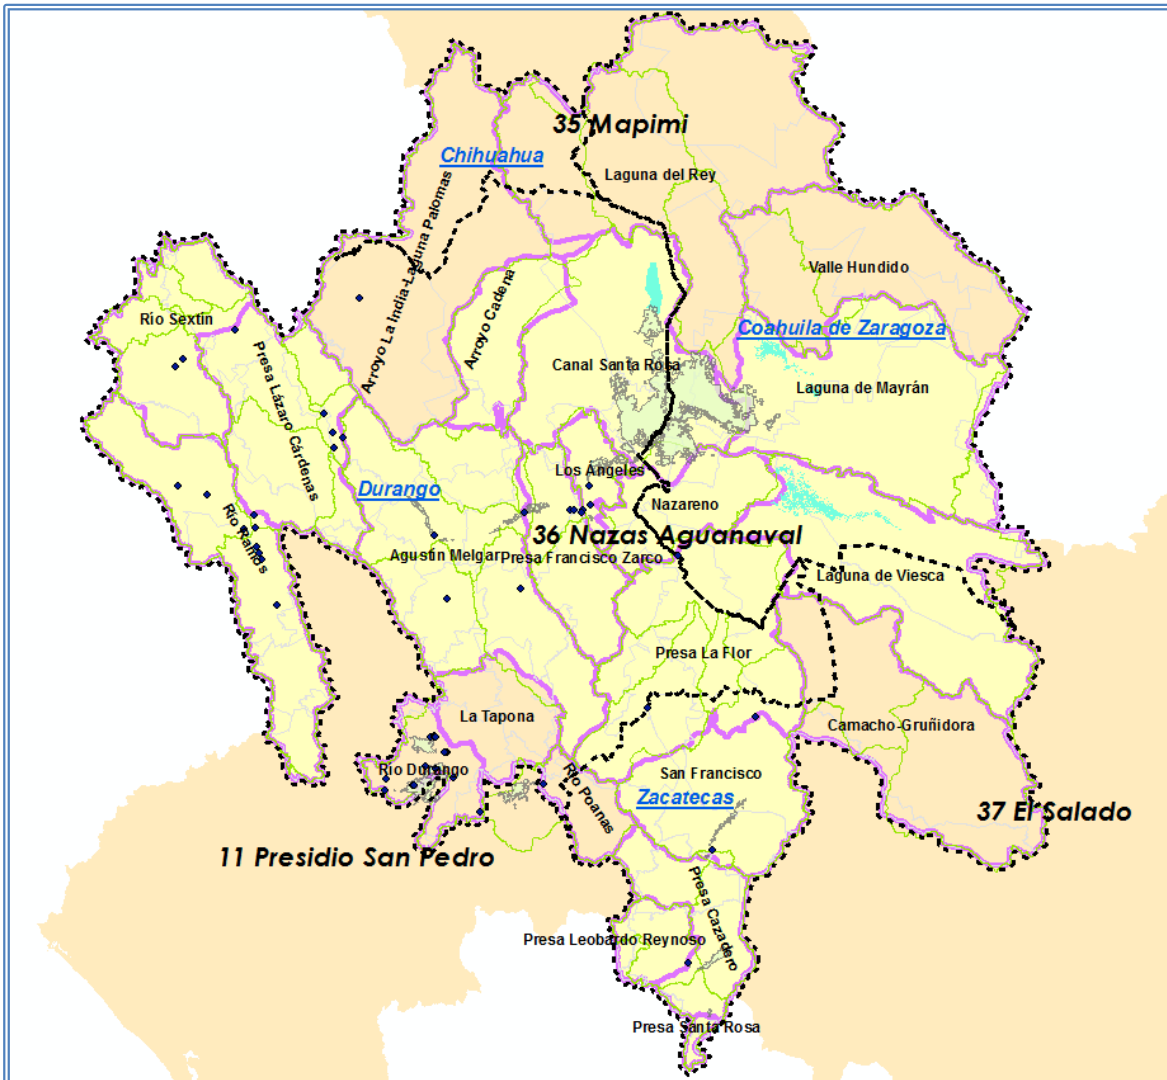 35 Mapimi
Chihuahua
Laguna del Rey
Arroyo La India-Laguna Palomas
Valle Hundido
Arroyo Cadena
Río Sextín
Coahuila de Zaragoza
Canal Santa Rosa
Laguna de Mayrán
Presa Lázaro Cárdenas
Los Ángeles
Durango
Nazareno
Río Ramos
36 Nazas Aguanaval
Agustín Melgar
Presa Francisco Zarco
Laguna de Viesca
Presa La Flor
La Tapona
Camacho-Gruñidora
Río Durango
San Francisco
Río Poanas
Zacatecas
37 El Salado
11 Presidio San Pedro
Presa Cazadero
Presa Leobardo Reynoso
Presa Santa Rosa